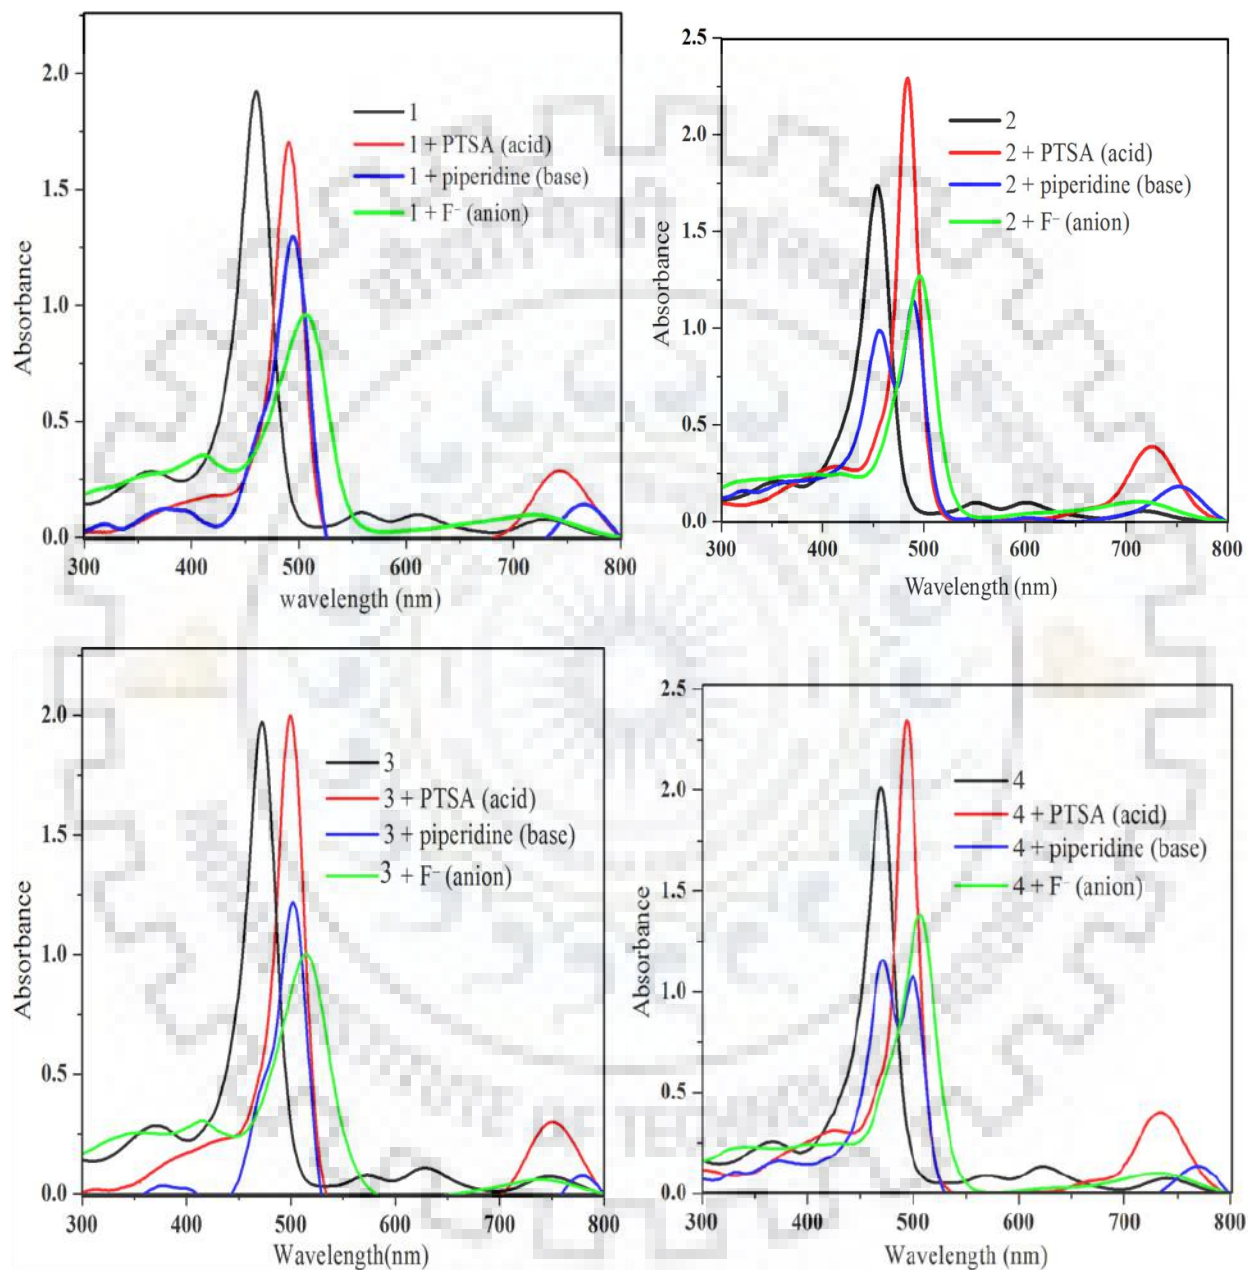 2.0
1.5
1.0
0.5
0.0
Absorbance
1
1 + PTSA (acid)
1 + piperidine (base)
1 + F⁻ (anion)
300 400 500 600 700 800
wavelength (nm)
2.5
2.0
1.5
1.0
0.5
0.0
Absorbance
2
2 + PTSA (acid)
2 + piperidine (base)
2 + F⁻ (anion)
300 400 500 600 700 800
Wavelength (nm)
2.0
1.5
1.0
0.5
0.0
Absorbance
3
3 + PTSA (acid)
3 + piperidine (base)
3 + F⁻ (anion)
300 400 500 600 700 800
Wavelength(nm)
2.5
2.0
1.5
1.0
0.5
0.0
Absorbance
4
4 + PTSA (acid)
4 + piperidine (base)
4 + F⁻ (anion)
300 400 500 600 700 800
Wavelength (nm)